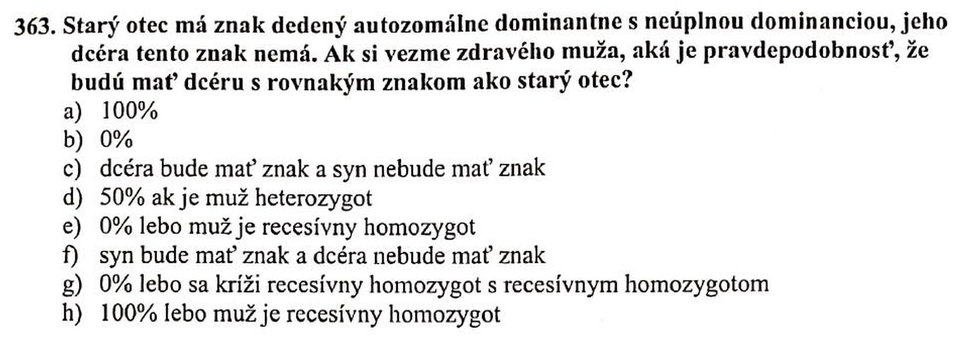 363. Starý otec má znak dedený autozomálne dominantne s neúplnou dominanciou, jeho
dcéra tento znak nemá. Ak si vezme zdravého muža, aká je pravdepodobnosť, že
budú mať dcéru s rovnakým znakom ako starý otec?
a) 100%
b) 0%
c) dcéra bude mať znak a syn nebude mať znak
d) 50% ak je muž heterozygot
e) 0% lebo muž je recesívny homozygot
f) syn bude mať znak a dcéra nebude mať znak
g) 0% lebo sa kríži recesívny homozygot s recesívnym homozygotom
h) 100% lebo muž je recesívny homozygot